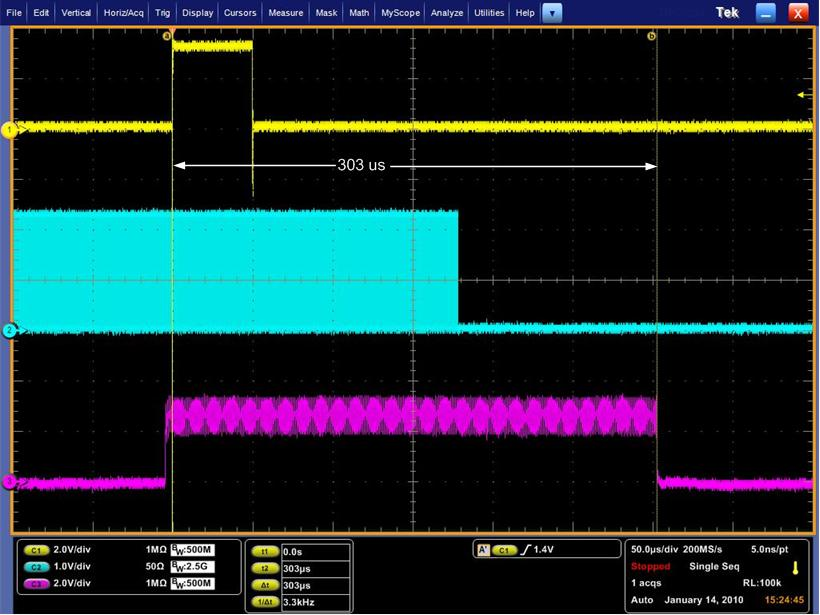 File Edit Vertical Horiz/Acq Trig Display Cursors Measure Mask Math MyScope Analyze Utilities Help Tek X
a b
1
303 us
2
3
C1 2.0V/div 1MΩ BW:500M
C2 1.0V/div 50Ω BW:2.5G
C3 2.0V/div 1MΩ BW:500M
t1 0.0s
t2 303µs
Δt 303µs
1/Δt 3.3kHz
A' C1 1.4V
50.0µs/div 200MS/s 5.0ns/pt
Stopped Single Seq
1 acqs RL:100k
Auto January 14, 2010 15:24:45